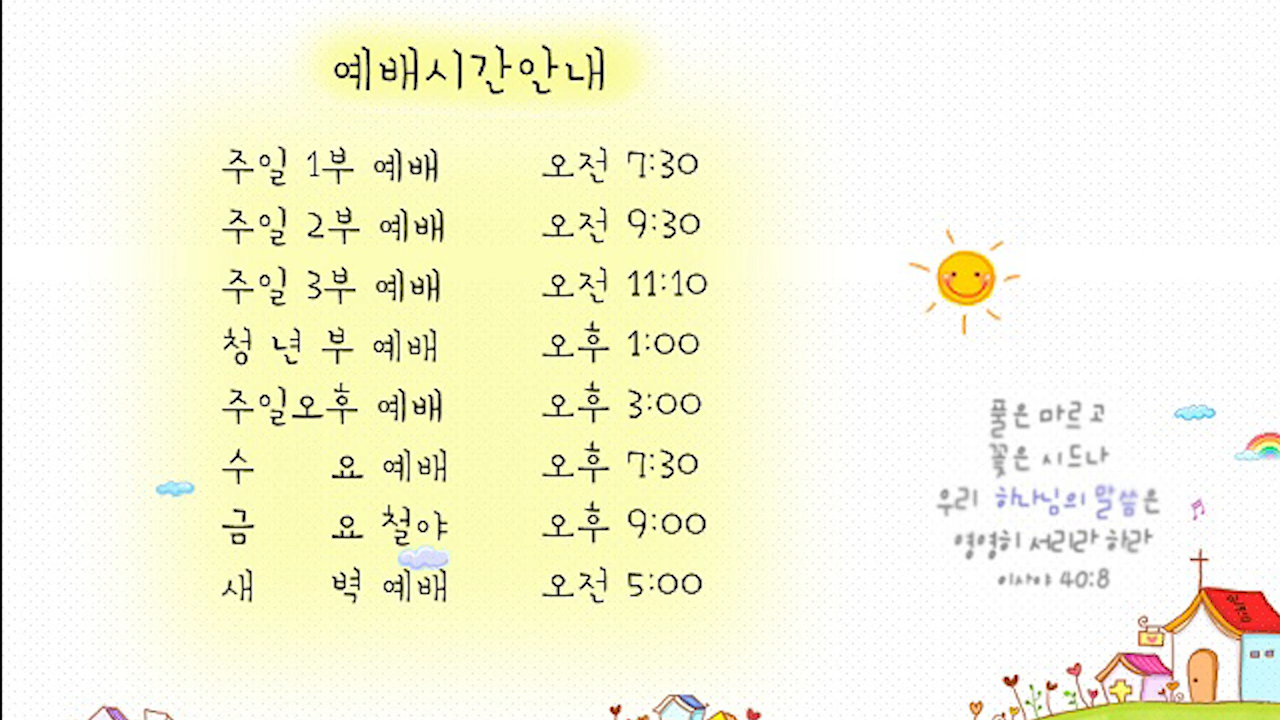 예배시간안내
주일 1부 예배 오전 7:30
주일 2부 예배 오전 9:30
주일 3부 예배 오전 11:10
청 년 부 예배 오후 1:00
주일오후 예배 오후 3:00
수 요 예배 오후 7:30
금 요 철야 오후 9:00
새 벽 예배 오전 5:00
풀은 마르고
꽃은 시드나
우리 하나님의 말씀은
영영히 서리라 하라
이사야 40:8